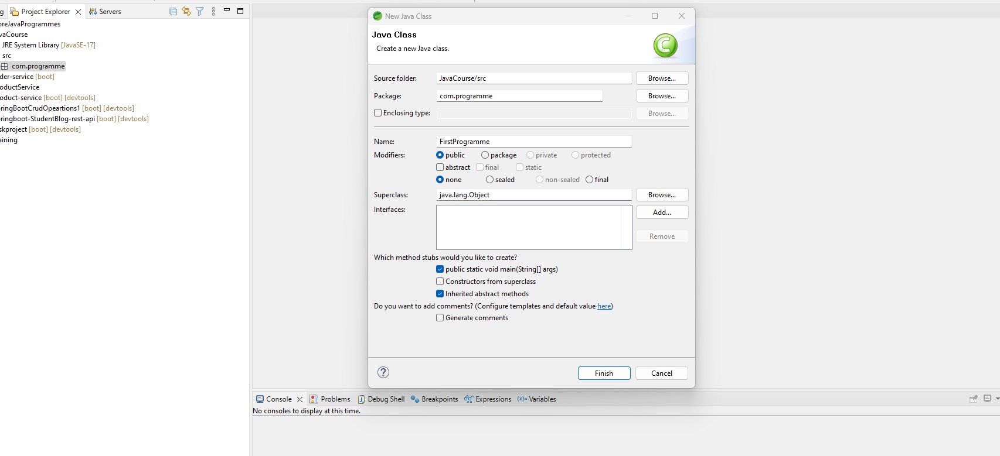 g Project Explorer Servers
oreJavaProgrammes
vaCourse
JRE System Library [JavaSE-17]
src
com.programme
der-service [boot]
oductService
oduct-service [boot] [devtools]
ringBootCrudOpeartions1 [boot] [devtools]
ringboot-StudentBlog-rest-api [boot] [devtools]
skproject [boot] [devtools]
aining
New Java Class
Java Class
Create a new Java class.
Source folder: JavaCourse/src Browse...
Package: com.programme Browse...
Enclosing type: Browse...
Name: FirstProgramme
Modifiers: public package private protected
abstract final static
none sealed non-sealed final
Superclass: java.lang.Object Browse...
Interfaces: Add...
Remove
Which method stubs would you like to create?
public static void main(String[] args)
Constructors from superclass
Inherited abstract methods
Do you want to add comments? (Configure templates and default value here)
Generate comments
Finish Cancel
Console Problems Debug Shell Breakpoints Expressions (x)= Variables
No consoles to display at this time.